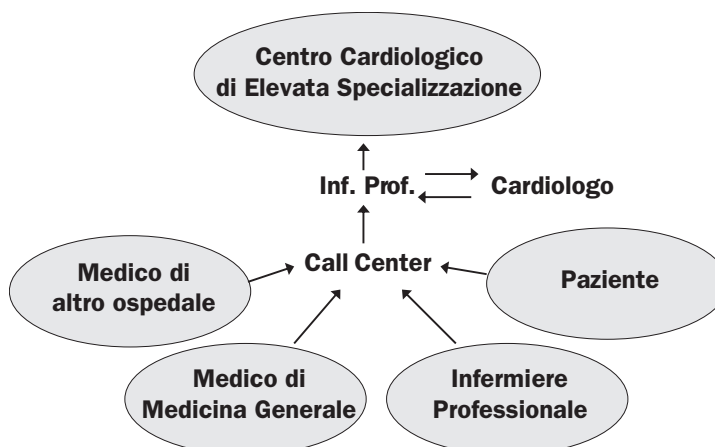 Centro Cardiologico
di Elevata Specializzazione
Inf. Prof.
Cardiologo
Call Center
Medico di
altro ospedale
Paziente
Medico di
Medicina Generale
Infermiere
Professionale